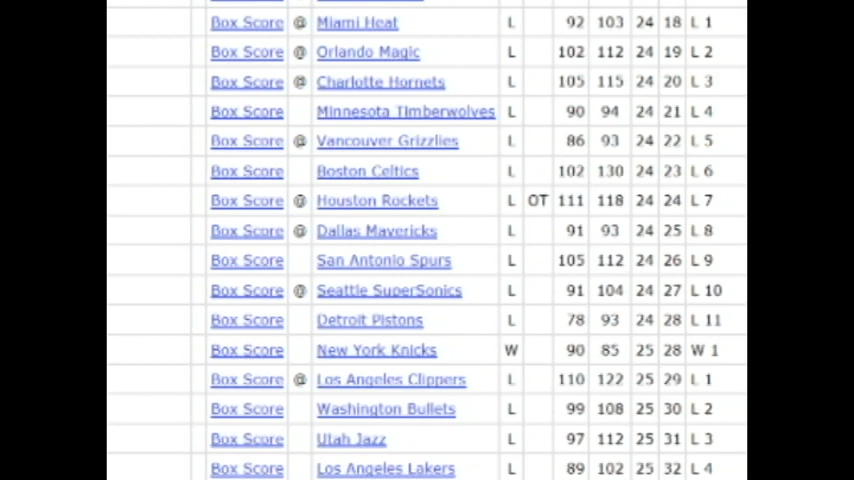 Box Score @ Miami Heat L 92 103 24 18 L 1
Box Score @ Orlando Magic L 102 112 24 19 L 2
Box Score @ Charlotte Hornets L 105 115 24 20 L 3
Box Score Minnesota Timberwolves L 90 94 24 21 L 4
Box Score @ Vancouver Grizzlies L 86 93 24 22 L 5
Box Score Boston Celtics L 102 130 24 23 L 6
Box Score @ Houston Rockets L OT 111 118 24 24 L 7
Box Score @ Dallas Mavericks L 91 93 24 25 L 8
Box Score San Antonio Spurs L 105 112 24 26 L 9
Box Score @ Seattle SuperSonics L 91 104 24 27 L 10
Box Score Detroit Pistons L 78 93 24 28 L 11
Box Score New York Knicks W 90 85 25 28 W 1
Box Score @ Los Angeles Clippers L 110 122 25 29 L 1
Box Score Washington Bullets L 99 108 25 30 L 2
Box Score Utah Jazz L 97 112 25 31 L 3
Box Score Los Angeles Lakers L 89 102 25 32 L 4